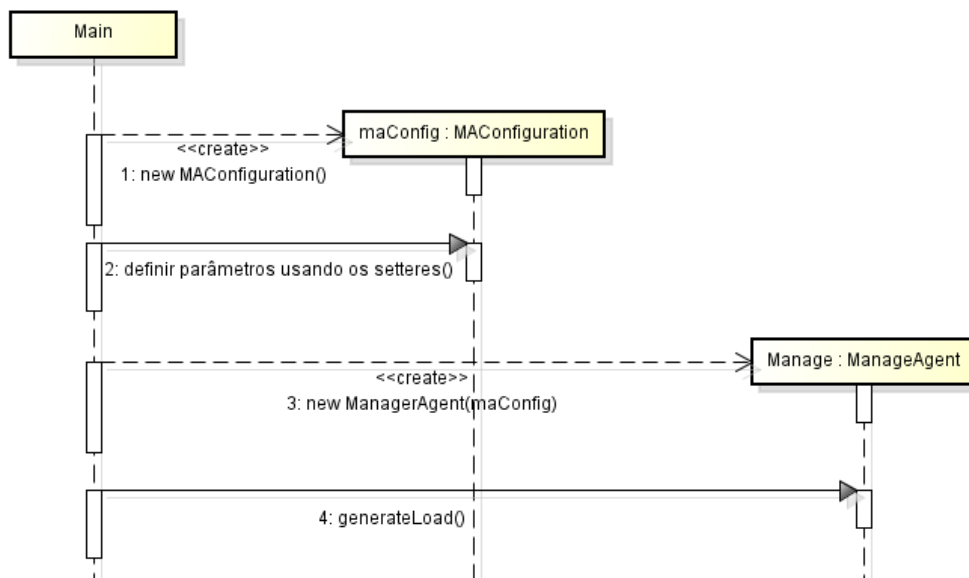 Main
maConfig : MAConfiguration
<<create>>
1: new MAConfiguration()
2: definir parâmetros usando os setteres()
Manage : ManageAgent
<<create>>
3: new ManagerAgent(maConfig)
4: generateLoad()